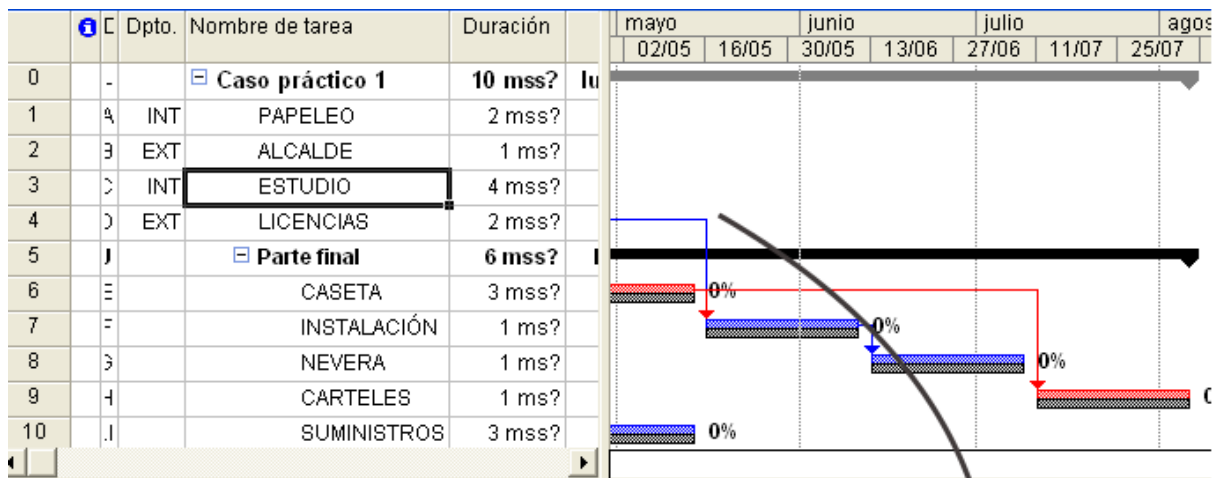 Dpto. Nombre de tarea Duración mayo junio julio agos
02/05 16/05 30/05 13/06 27/06 11/07 25/07
0 Caso práctico 1 10 mss? lu
1 A INT PAPELEO 2 mss?
2 B EXT ALCALDE 1 ms?
3 C INT ESTUDIO 4 mss?
4 D EXT LICENCIAS 2 mss?
5 Parte final 6 mss?
6 E CASETA 3 mss? 0%
7 F INSTALACIÓN 1 ms? 0%
8 G NEVERA 1 ms? 0%
9 H CARTELES 1 ms?
10 SUMINISTROS 3 mss? 0%